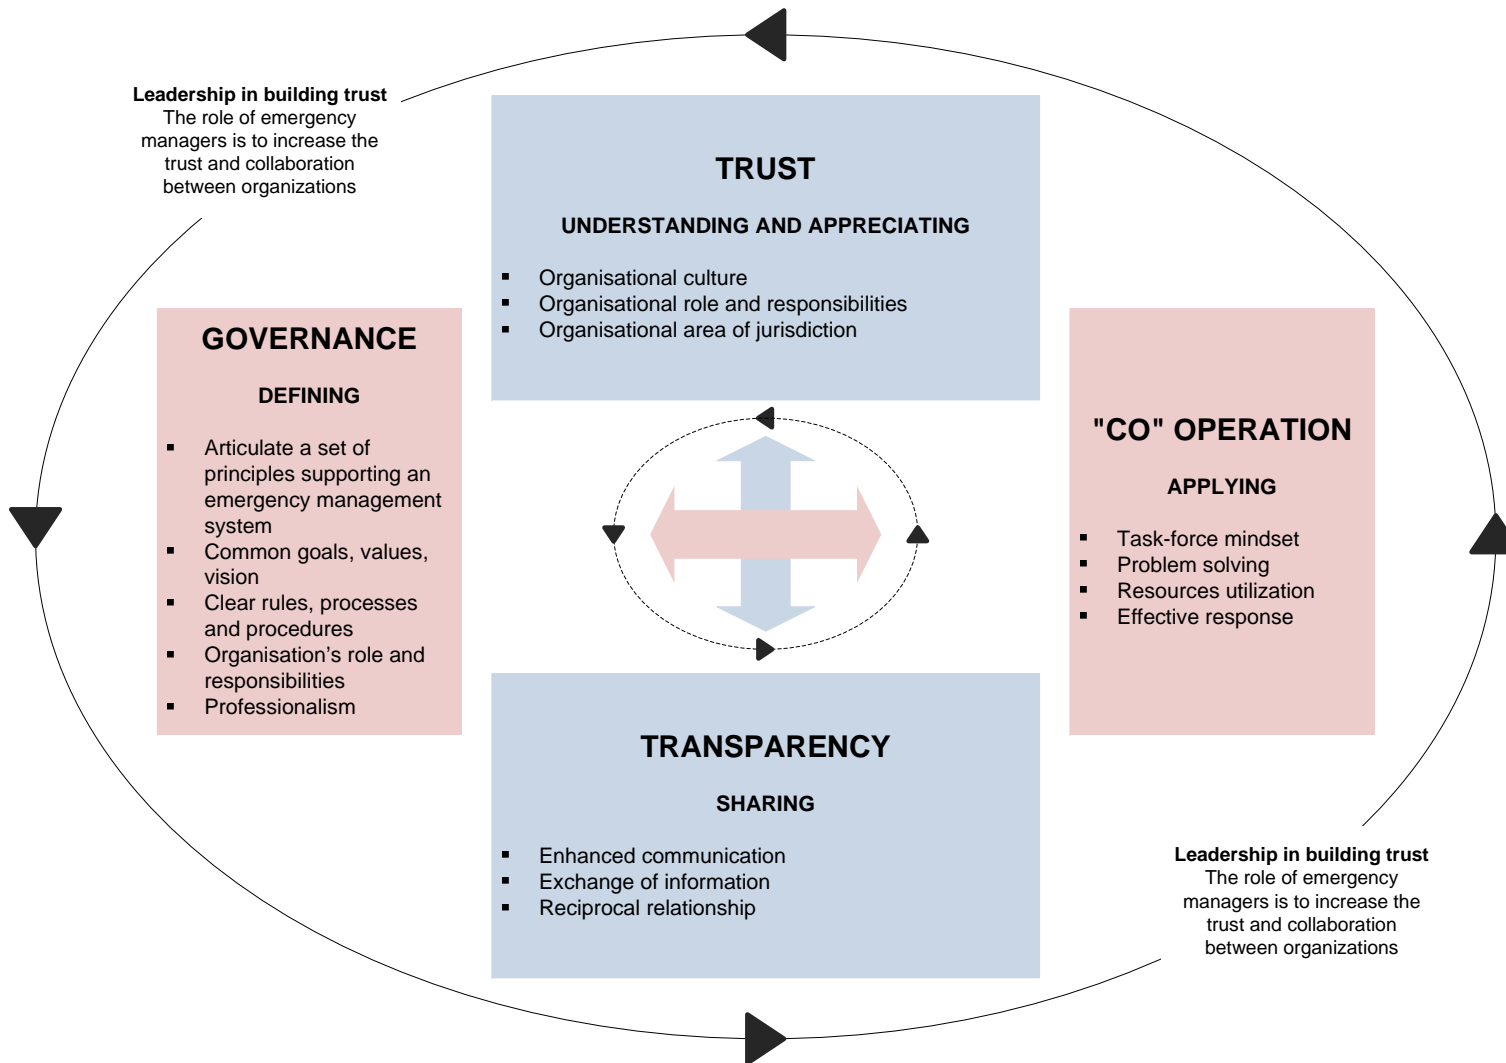 Leadership in building trust
The role of emergency
managers is to increase the
trust and collaboration
between organizations
TRUST
UNDERSTANDING AND APPRECIATING
▪ Organisational culture
▪ Organisational role and responsibilities
▪ Organisational area of jurisdiction
GOVERNANCE
DEFINING
▪ Articulate a set of
principles supporting an
emergency management
system
▪ Common goals, values,
vision
▪ Clear rules, processes
and procedures
▪ Organisation’s role and
responsibilities
▪ Professionalism
"CO" OPERATION
APPLYING
▪ Task-force mindset
▪ Problem solving
▪ Resources utilization
▪ Effective response
TRANSPARENCY
SHARING
▪ Enhanced communication
▪ Exchange of information
▪ Reciprocal relationship
Leadership in building trust
The role of emergency
managers is to increase the
trust and collaboration
between organizations